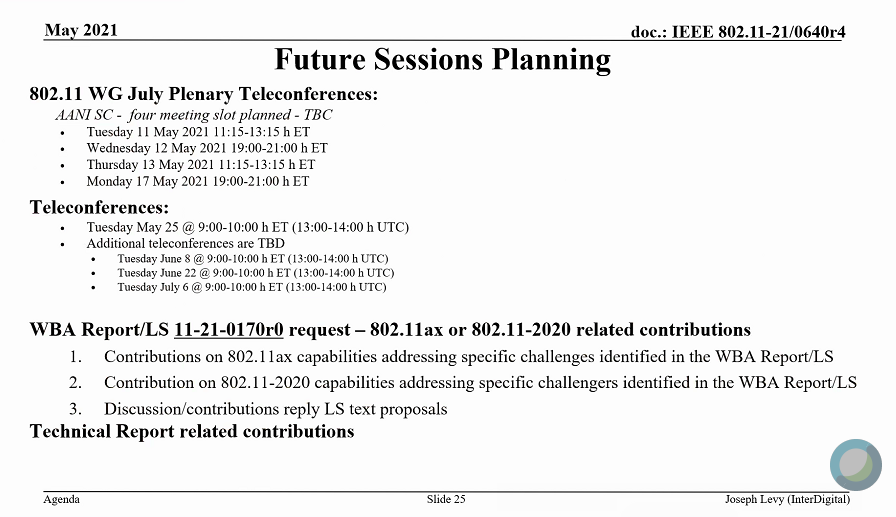 May 2021
doc.: IEEE 802.11-21/0640r4
Future Sessions Planning
802.11 WG July Plenary Teleconferences:
AANI SC - four meeting slot planned - TBC
• Tuesday 11 May 2021 11:15-13:15 h ET
• Wednesday 12 May 2021 19:00-21:00 h ET
• Thursday 13 May 2021 11:15-13:15 h ET
• Monday 17 May 2021 19:00-21:00 h ET
Teleconferences:
• Tuesday May 25 @ 9:00-10:00 h ET (13:00-14:00 h UTC)
• Additional teleconferences are TBD
• Tuesday June 8 @ 9:00-10:00 h ET (13:00-14:00 h UTC)
• Tuesday June 22 @ 9:00-10:00 h ET (13:00-14:00 h UTC)
• Tuesday July 6 @ 9:00-10:00 h ET (13:00-14:00 h UTC)
WBA Report/LS 11-21-0170r0 request – 802.11ax or 802.11-2020 related contributions
1. Contributions on 802.11ax capabilities addressing specific challenges identified in the WBA Report/LS
2. Contribution on 802.11-2020 capabilities addressing specific challengers identified in the WBA Report/LS
3. Discussion/contributions reply LS text proposals
Technical Report related contributions
Agenda
Slide 25
Joseph Levy (InterDigital)